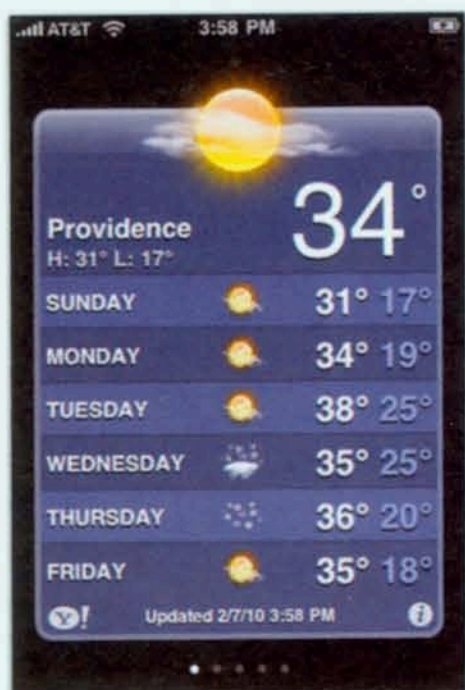 AT&T 3:58 PM
34°
Providence
H: 31° L: 17°
SUNDAY 31° 17°
MONDAY 34° 19°
TUESDAY 38° 25°
WEDNESDAY 35° 25°
THURSDAY 36° 20°
FRIDAY 35° 18°
Y! Updated 2/7/10 3:58 PM i